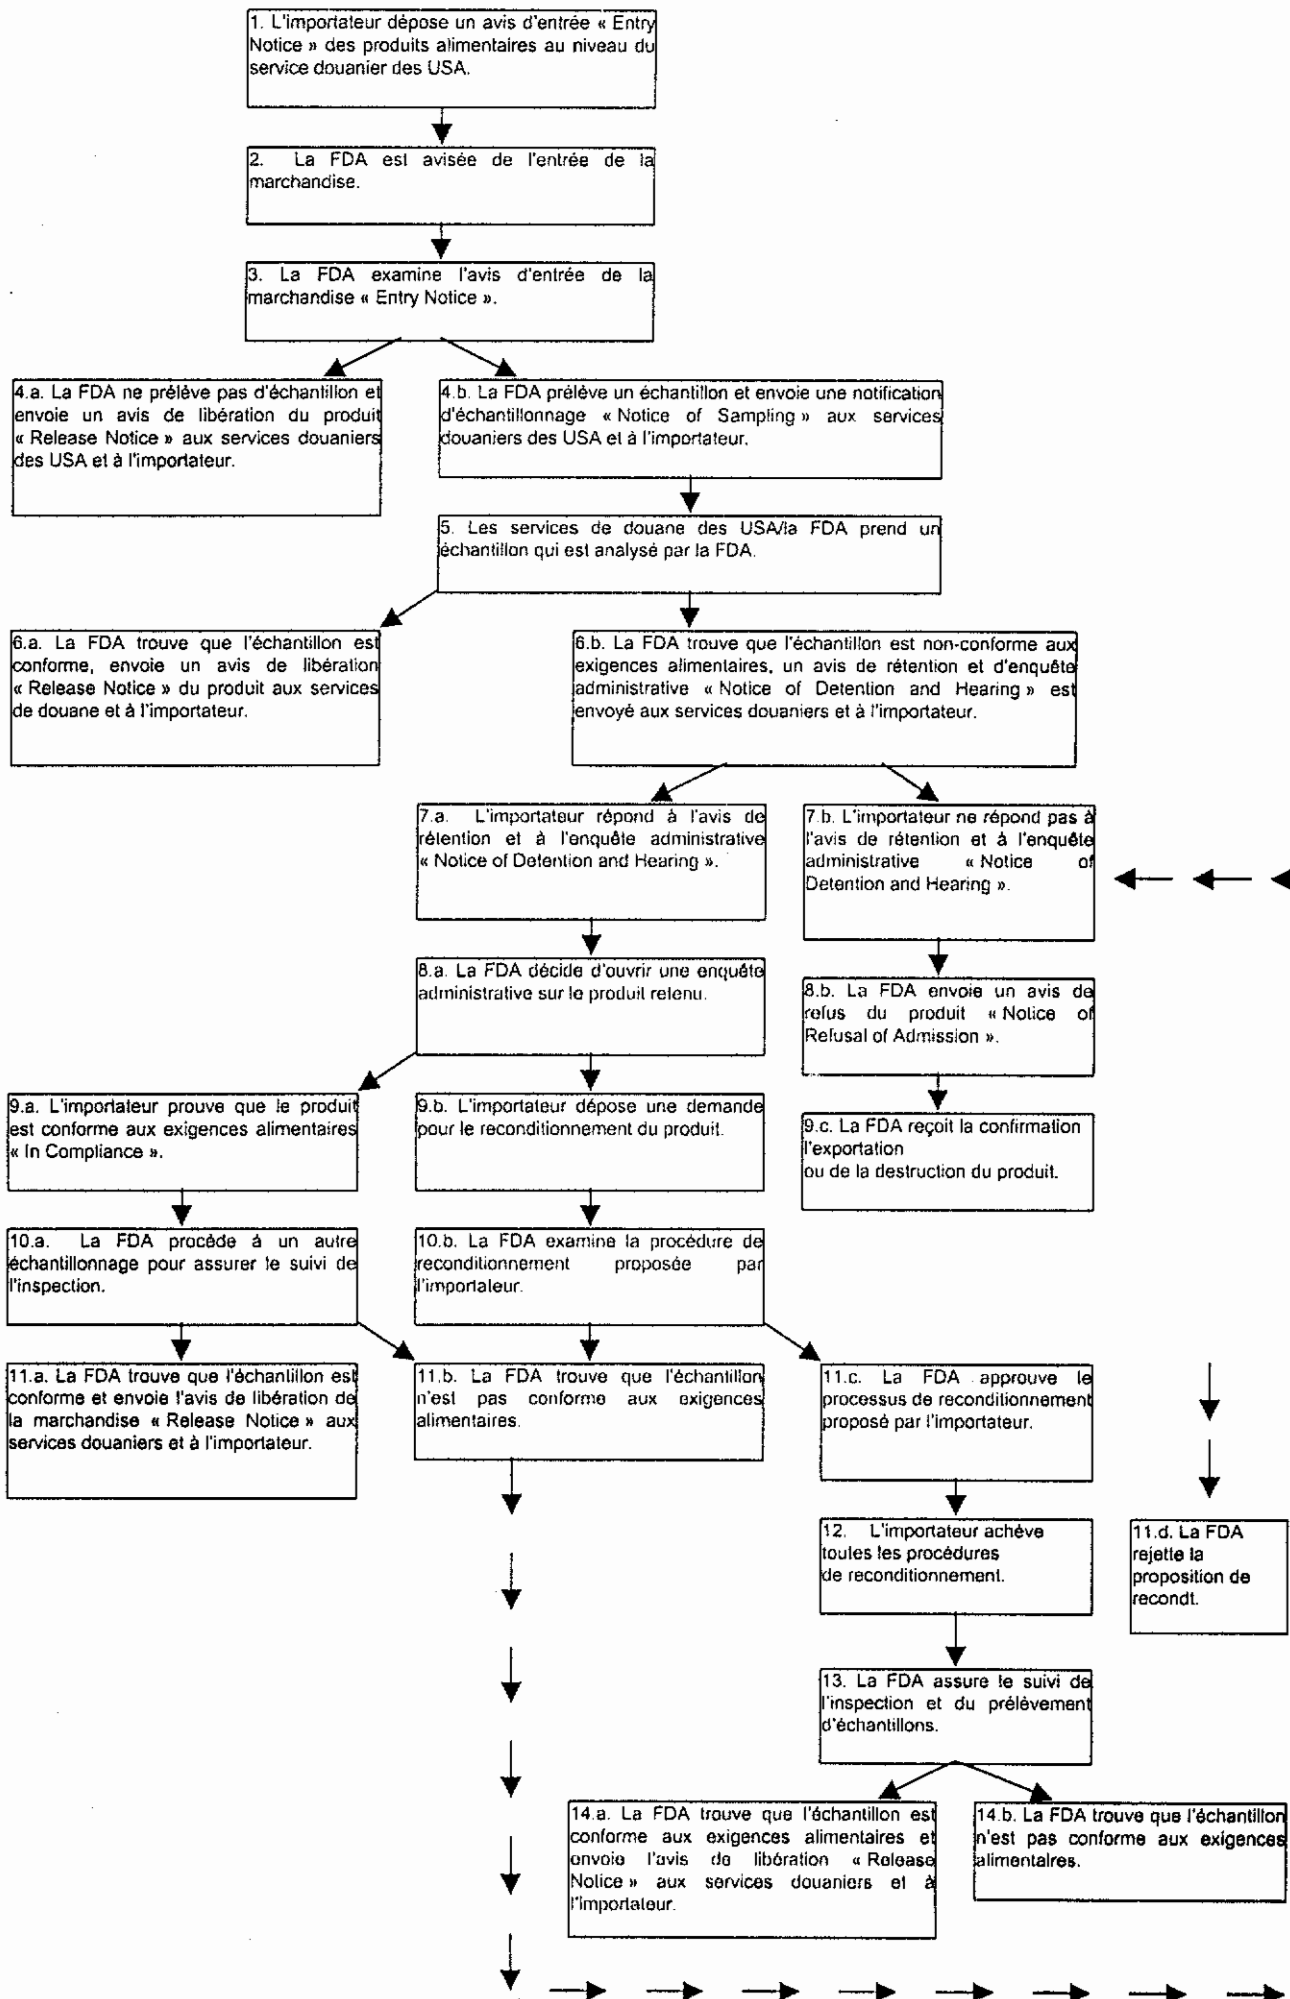 1. L'importateur dépose un avis d'entrée « Entry
Notice » des produits alimentaires au niveau du
service douanier des USA.
2. La FDA est avisée de l'entrée de la
marchandise.
3. La FDA examine l'avis d'entrée de la
marchandise « Entry Notice ».
4.a. La FDA ne prélève pas d'échantillon et
envoie un avis de libération du produit
« Release Notice » aux services douaniers
des USA et à l'importateur.
4.b. La FDA prélève un échantillon et envoie une notification
d'échantillonnage « Notice of Sampling » aux services
douaniers des USA et à l'importateur.
5. Les services de douane des USA/la FDA prend un
échantillon qui est analysé par la FDA.
6.a. La FDA trouve que l'échantillon est
conforme, envoie un avis de libération
« Release Notice » du produit aux services
de douane et à l'importateur.
6.b. La FDA trouve que l'échantillon est non-conforme aux
exigences alimentaires, un avis de rétention et d'enquête
administrative « Notice of Detention and Hearing » est
envoyé aux services douaniers et à l'importateur.
7.a. L'importateur répond à l'avis de
rétention et à l'enquête administrative
« Notice of Detention and Hearing ».
7.b. L'importateur ne répond pas à
l'avis de rétention et à l'enquête
administrative « Notice of
Detention and Hearing ».
8.a. La FDA décide d'ouvrir une enquête
administrative sur le produit retenu.
8.b. La FDA envoie un avis de
refus du produit « Notice of
Refusal of Admission ».
9.a. L'importateur prouve que le produit
est conforme aux exigences alimentaires
« In Compliance ».
9.b. L'importateur dépose une demande
pour le reconditionnement du produit.
9.c. La FDA reçoit la confirmation
l'exportation
ou de la destruction du produit.
10.a. La FDA procède à un autre
échantillonnage pour assurer le suivi de
l'inspection.
10.b. La FDA examine la procédure de
reconditionnement proposée par
l'importateur.
11.a. La FDA trouve que l'échantillon est
conforme et envoie l'avis de libération de
la marchandise « Release Notice » aux
services douaniers et à l'importateur.
11.b. La FDA trouve que l'échantillon
n'est pas conforme aux exigences
alimentaires.
11.c. La FDA approuve le
processus de reconditionnement
proposé par l'importateur.
12. L'importateur achève
toutes les procédures
de reconditionnement.
11.d. La FDA
rejette la
proposition de
recondt.
13. La FDA assure le suivi de
l'inspection et du prélèvement
d'échantillons.
14.a. La FDA trouve que l'échantillon est
conforme aux exigences alimentaires et
envoie l'avis de libération « Release
Notice » aux services douaniers et à
l'importateur.
14.b. La FDA trouve que l'échantillon
n'est pas conforme aux exigences
alimentaires.